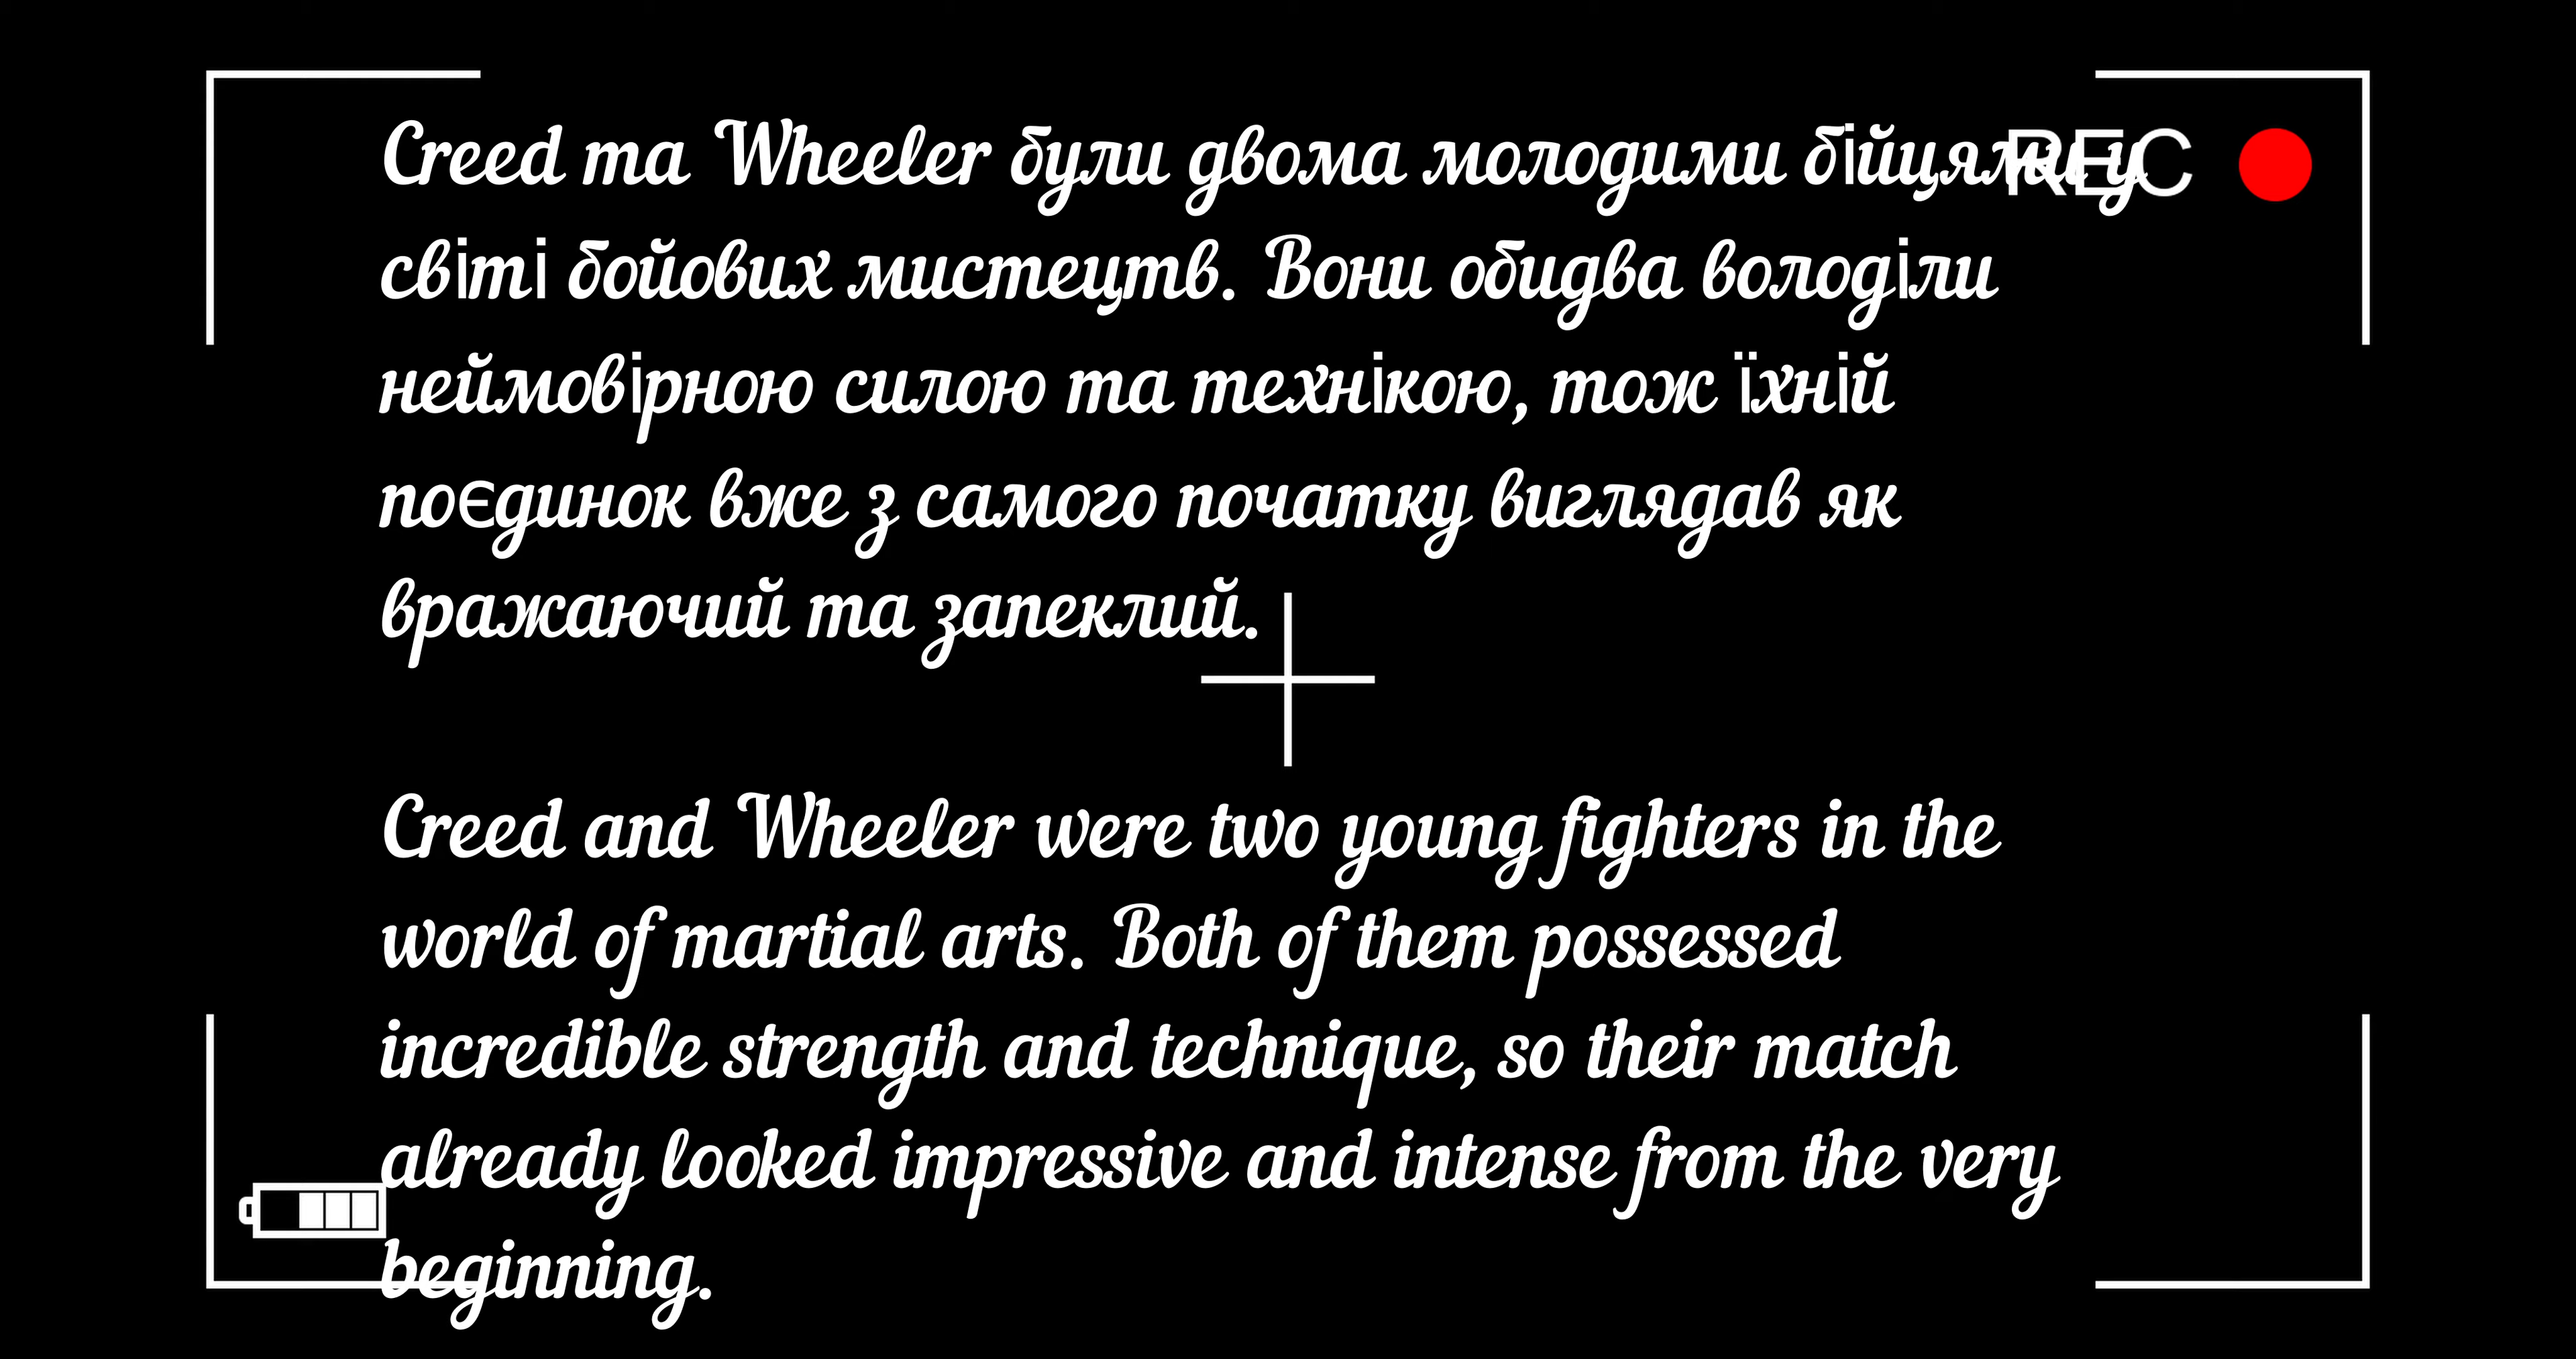 Creed та Wheeler були двома молодими бійцями у
REC
світі бойових мистецтв. Вони обидва володіли
неймовірною силою та технікою, тож їхній
поєдинок вже з самого початку виглядав як
вражаючий та запеклий.
Creed and Wheeler were two young fighters in the
world of martial arts. Both of them possessed
incredible strength and technique, so their match
already looked impressive and intense from the very
beginning.